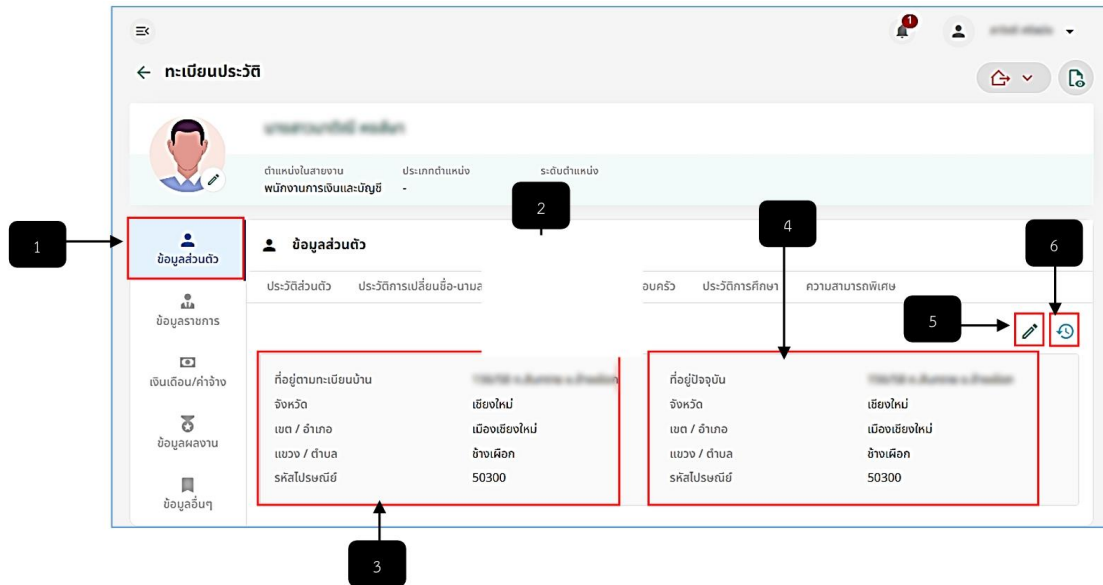 1
ทะเบียนประวัติ
ตำแหน่งในสายงาน ประเภทตำแหน่ง ระดับตำแหน่ง
พนักงานการเงินและบัญชี -
2
4
1
ข้อมูลส่วนตัว
ข้อมูลส่วนตัว
6
ประวัติส่วนตัว ประวัติการเปลี่ยนชื่อ-นามส อบครัว ประวัติการศึกษา ความสามารถพิเศษ
ข้อมูลราชการ
5
ที่อยู่ตามทะเบียนบ้าน
ที่อยู่ปัจจุบัน
เงินเดือน/ค่าจ้าง
จังหวัด เชียงใหม่ จังหวัด เชียงใหม่
เขต / อำเภอ เมืองเชียงใหม่ เขต / อำเภอ เมืองเชียงใหม่
ข้อมูลผลงาน
แขวง / ตำบล ช้างเผือก แขวง / ตำบล ช้างเผือก
รหัสไปรษณีย์ 50300 รหัสไปรษณีย์ 50300
ข้อมูลอื่นๆ
3